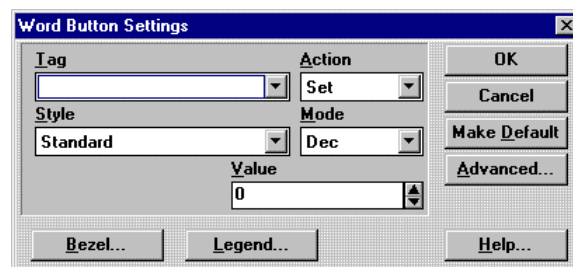 Word Button Settings
Tag Action OK
Set Cancel
Style Mode
Standard Dec Make Default
Value Advanced...
0
Bezel... Legend... Help...